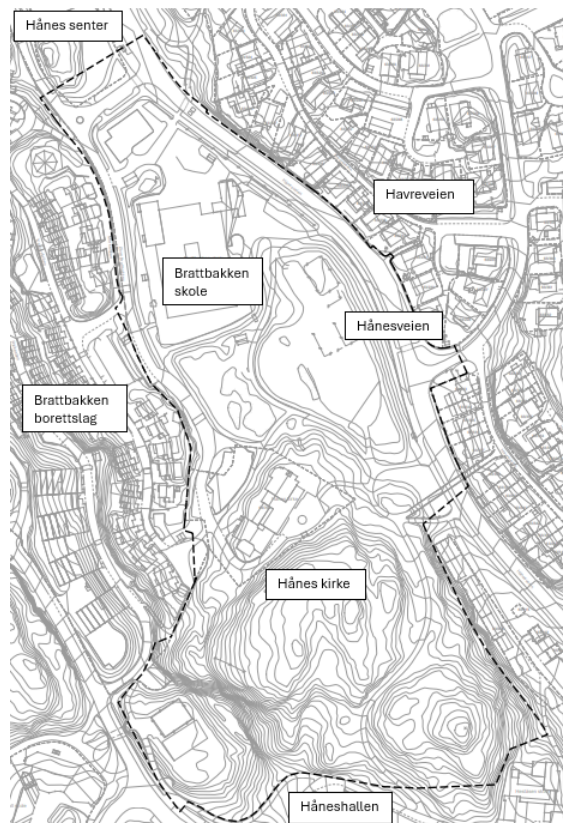 Hånes senter
Havreveien
Brattbakken
skole
Hånesveien
Brattbakken
borettslag
Hånes kirke
Håneshallen